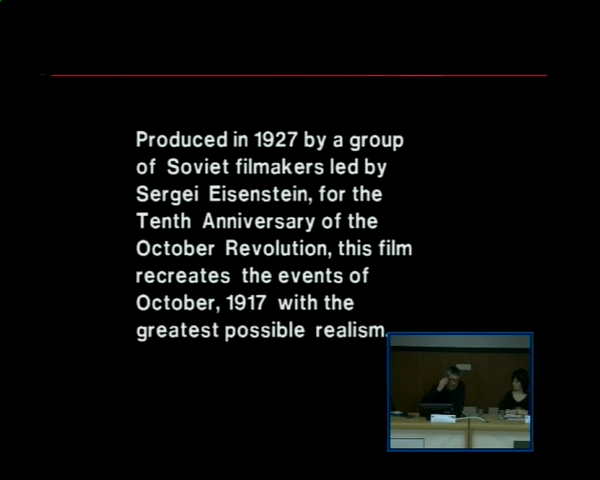 Produced in 1927 by a group
of Soviet filmakers led by
Sergei Eisenstein, for the
Tenth Anniversary of the
October Revolution, this film
recreates the events of
October, 1917 with the
greatest possible realism.